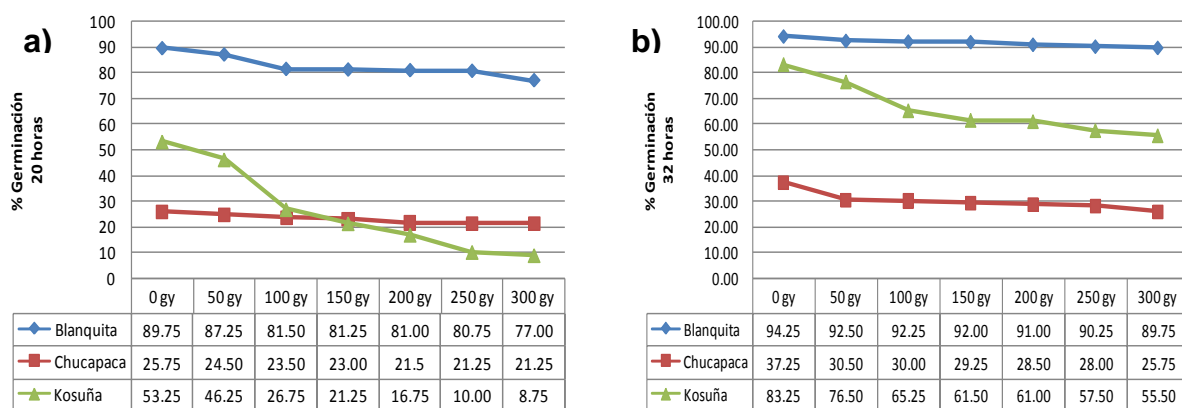 a)
% Germinación
20 horas
100
90
80
70
60
50
40
30
20
10
0
0 gy 50 gy 100 gy 150 gy 200 gy 250 gy 300 gy
Blanquita 89.75 87.25 81.50 81.25 81.00 80.75 77.00
Chucapaca 25.75 24.50 23.50 23.00 21.5 21.25 21.25
Kosuña 53.25 46.25 26.75 21.25 16.75 10.00 8.75
b)
% Germinación
32 horas
100.00
90.00
80.00
70.00
60.00
50.00
40.00
30.00
20.00
10.00
0.00
0 gy 50 gy 100 gy 150 gy 200 gy 250 gy 300 gy
Blanquita 94.25 92.50 92.25 92.00 91.00 90.25 89.75
Chucapaca 37.25 30.50 30.00 29.25 28.50 28.00 25.75
Kosuña 83.25 76.50 65.25 61.50 61.00 57.50 55.50